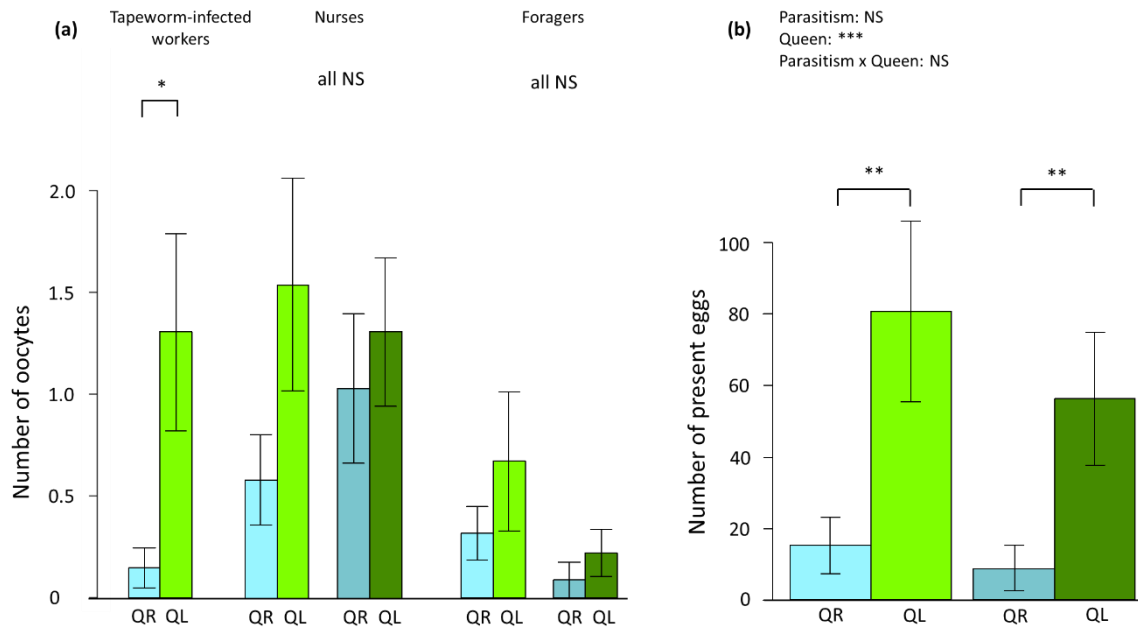 (a)
Tapeworm-infected
workers
Nurses
Foragers
*
all NS
all NS
Number of oocytes
2.0
1.5
1.0
0.5
0
QR QL
QR QL
QR QL
QR QL
QR QL
(b)
Parasitism: NS
Queen: ***
Parasitism x Queen: NS
**
**
Number of present eggs
100
80
60
40
20
0
QR
QL
QR
QL